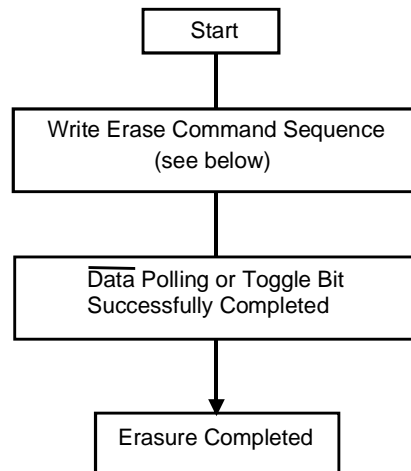 Start
Write Erase Command Sequence
(see below)
Data Polling or Toggle Bit
Successfully Completed
Erasure Completed